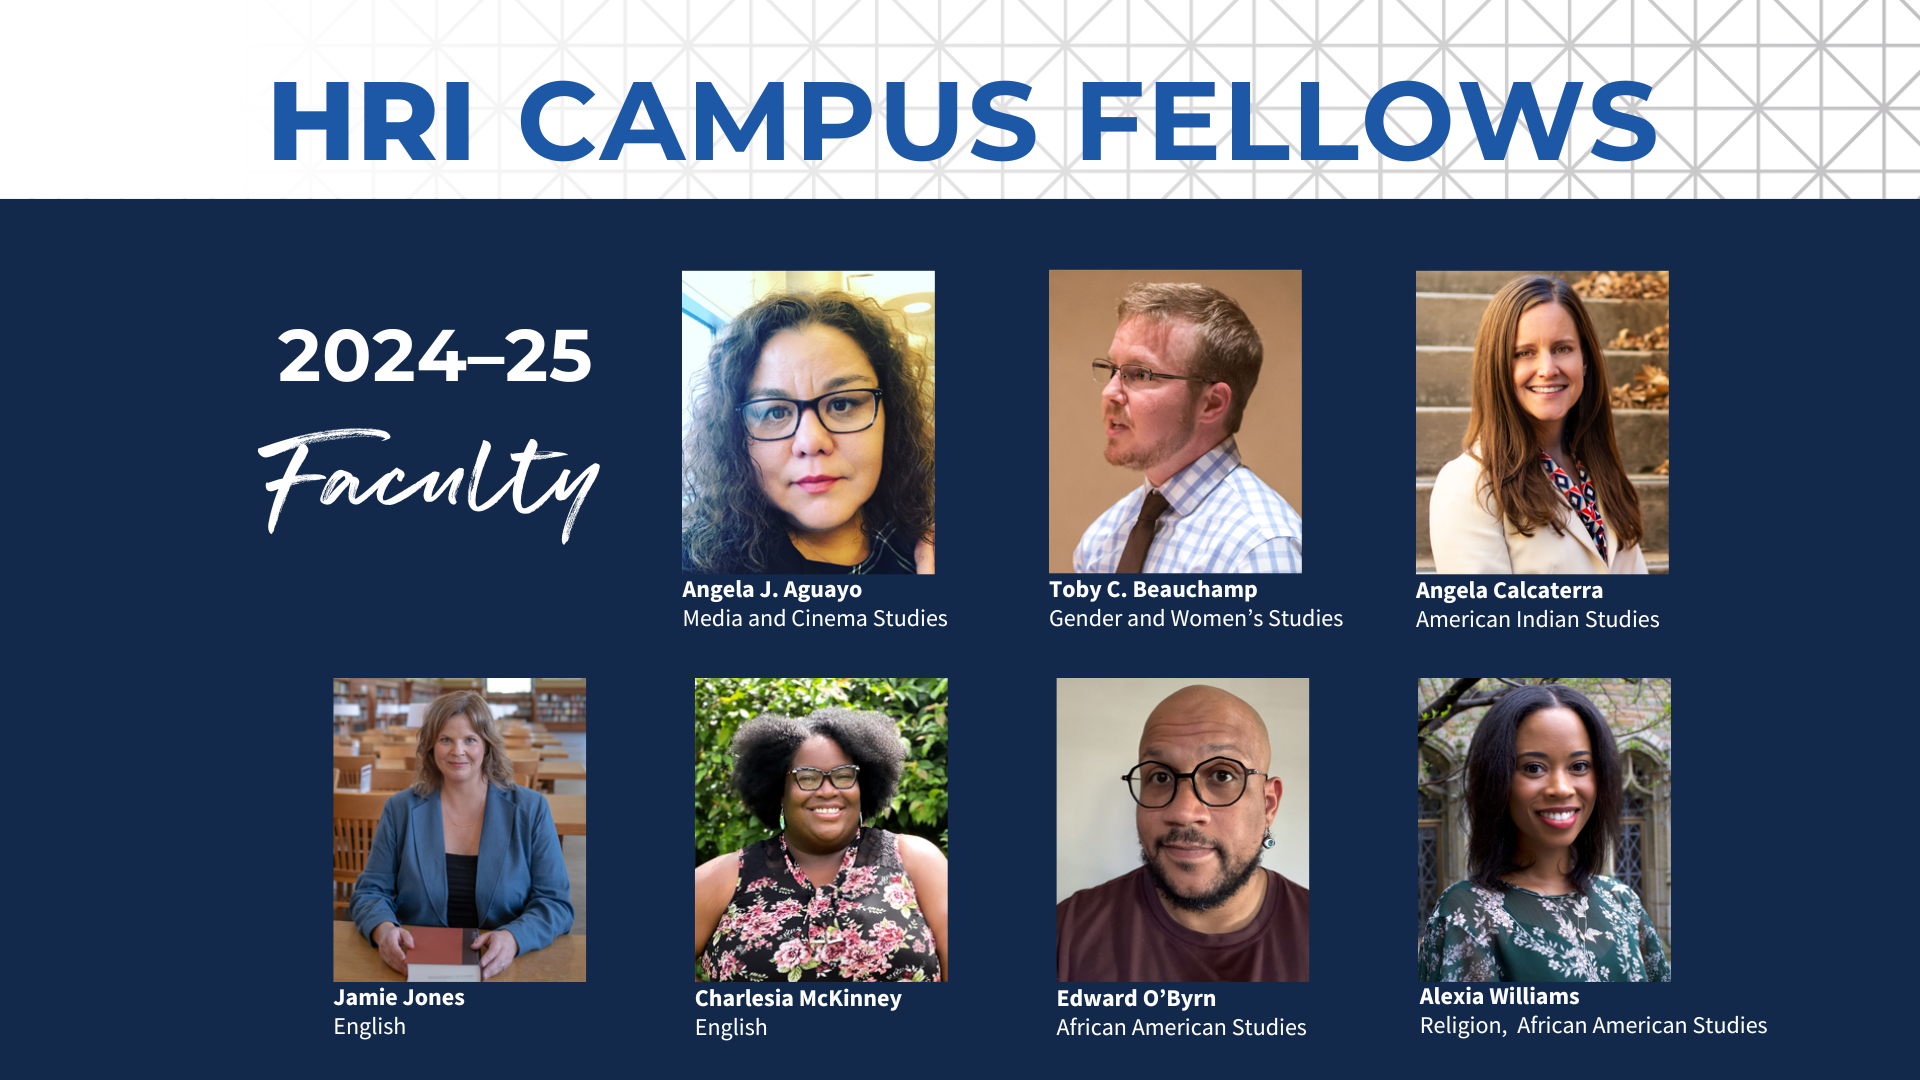 HRI CAMPUS FELLOWS
2024–25
Faculty
Angela J. Aguayo
Media and Cinema Studies
Toby C. Beauchamp
Gender and Women’s Studies
Angela Calcaterra
American Indian Studies
Jamie Jones
English
Charlesia McKinney
English
Edward O’Byrn
African American Studies
Alexia Williams
Religion,  African American Studies